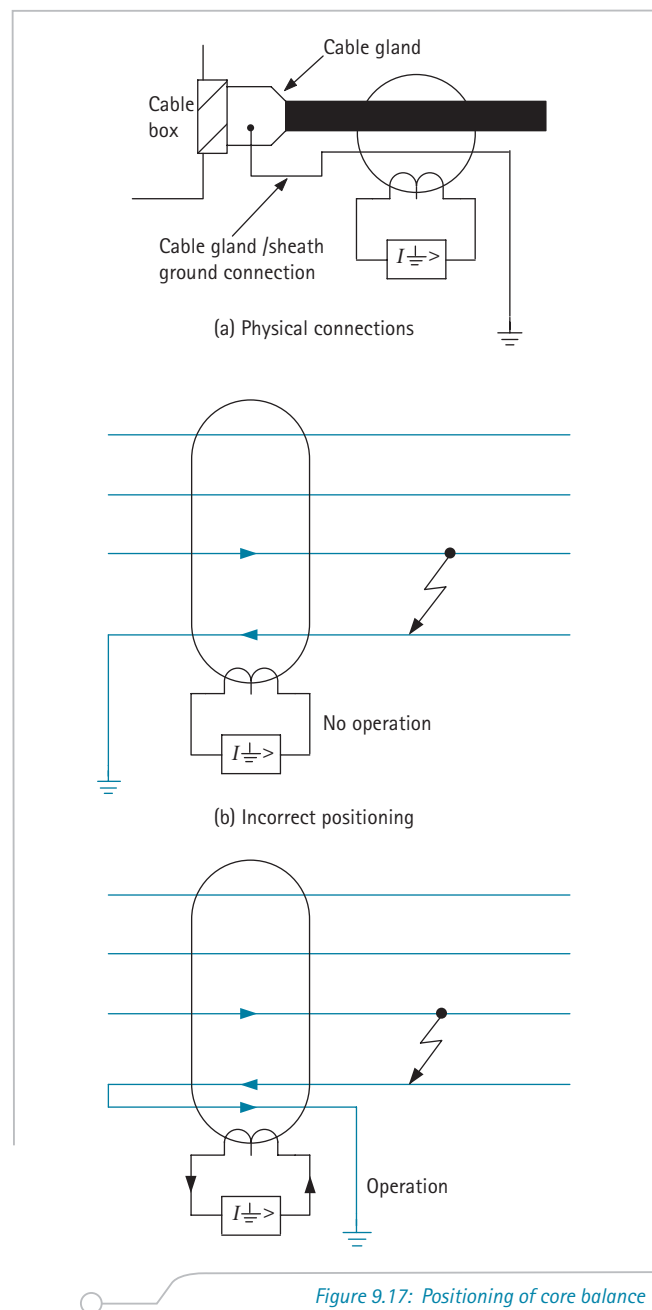 Cable gland
Cable
box
Cable gland /sheath
ground connection
I⏚>
(a) Physical connections
No operation
I⏚>
(b) Incorrect positioning
Operation
I⏚>
Figure 9.17: Positioning of core balance